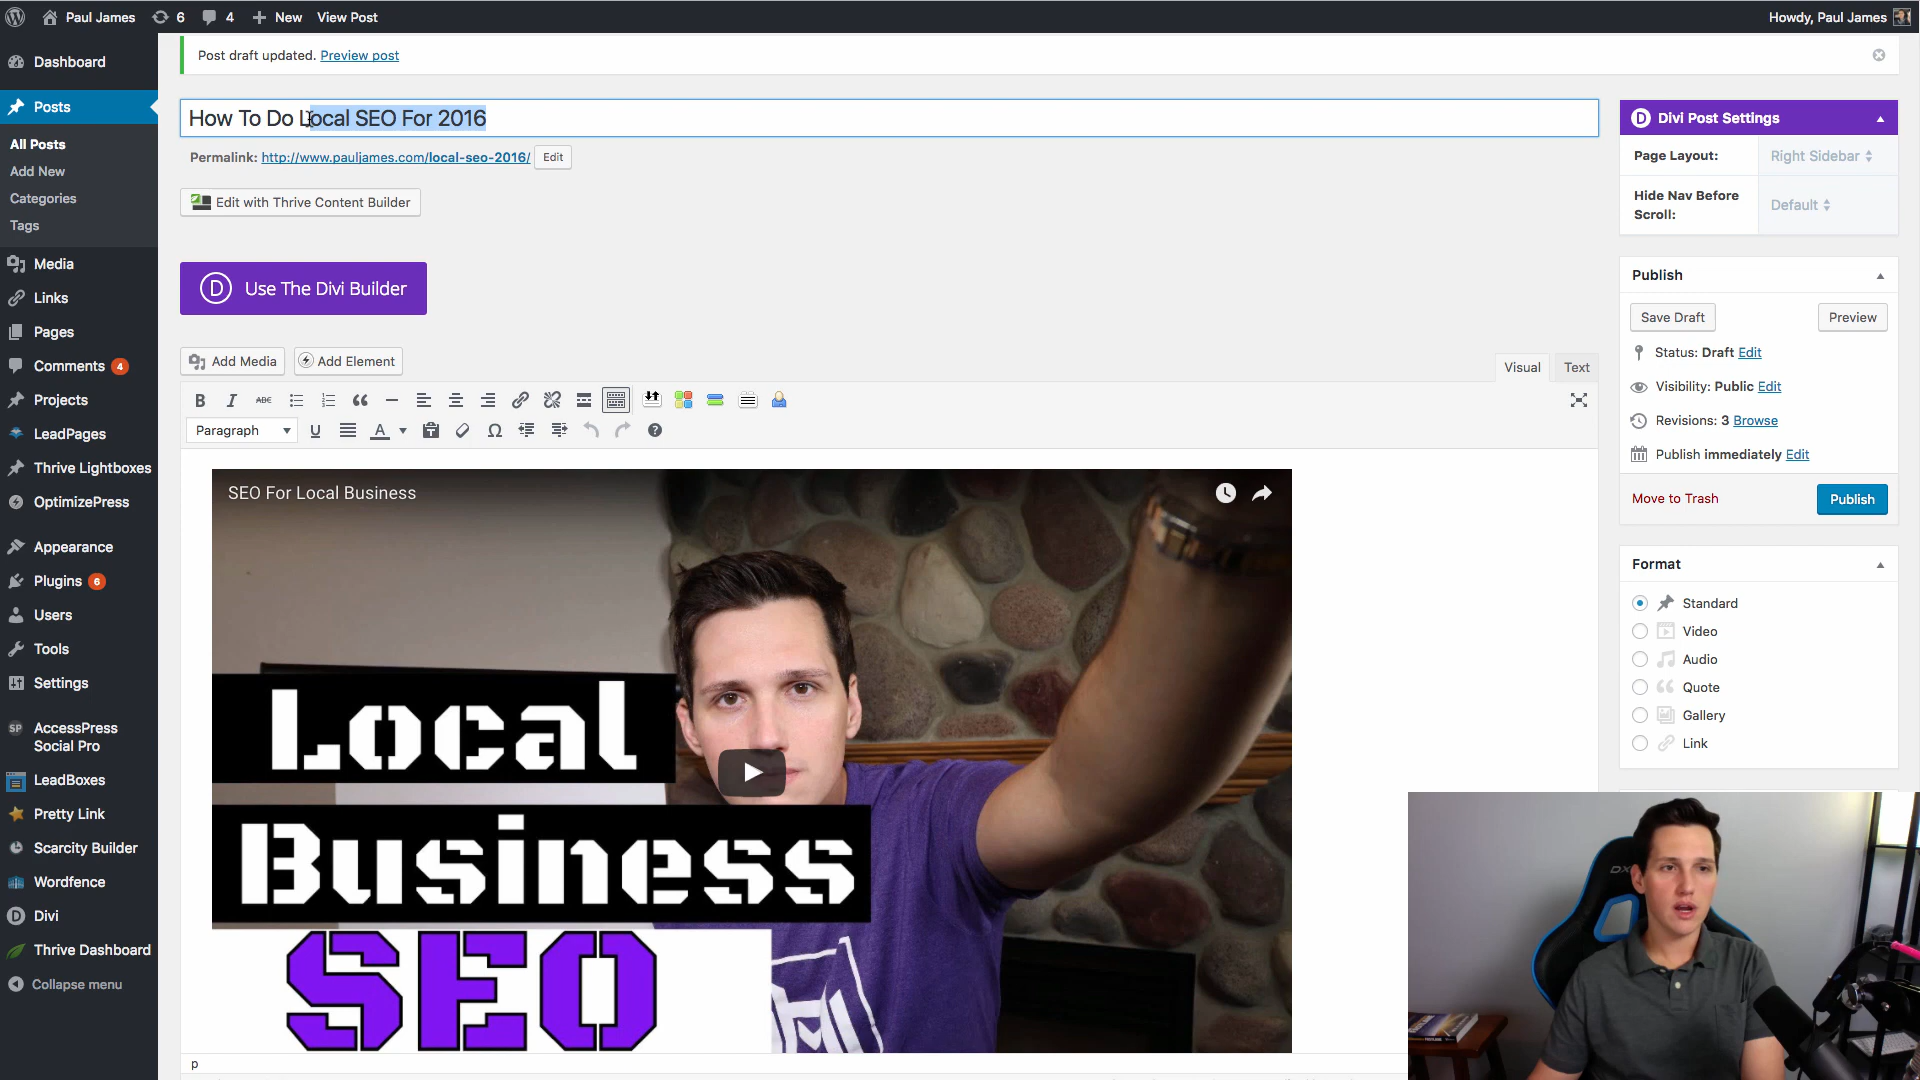 Paul James
6
4
New
View Post
Howdy, Paul James
Dashboard
Posts
All Posts
Add New
Categories
Tags
Media
Links
Pages
Comments 4
Projects
LeadPages
Thrive Lightboxes
OptimizePress
Appearance
Plugins 6
Users
Tools
Settings
SP
AccessPress
Social Pro
LeadBoxes
Pretty Link
Scarcity Builder
Wordfence
Divi
Thrive Dashboard
Collapse menu
Post draft updated. Preview post
How To Do Local SEO For 2016
Permalink: http://www.pauljames.com/local-seo-2016/ Edit
Edit with Thrive Content Builder
D Use The Divi Builder
Add Media
Add Element
Visual
Text
B I ABC
Paragraph U A Ω
SEO For Local Business
Local
Business
SEO
p
D Divi Post Settings
Page Layout: Right Sidebar
Hide Nav Before
Scroll:
Default
Publish
Save Draft
Preview
Status: Draft Edit
Visibility: Public Edit
Revisions: 3 Browse
Publish immediately Edit
Move to Trash
Publish
Format
Standard
Video
Audio
Quote
Gallery
Link